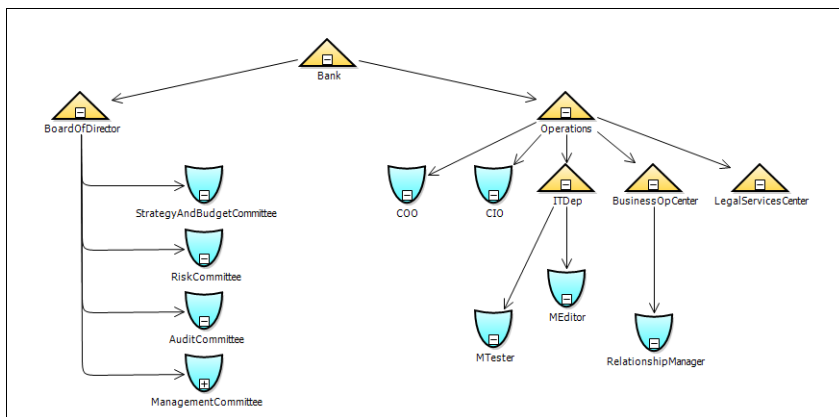 Bank
BoardOfDirector
Operations
StrategyAndBudgetCommittee
COO
CIO
ITDep
BusinessOpCenter
LegalServicesCenter
RiskCommittee
MEditor
AuditCommittee
MTester
RelationshipManager
ManagementCommittee